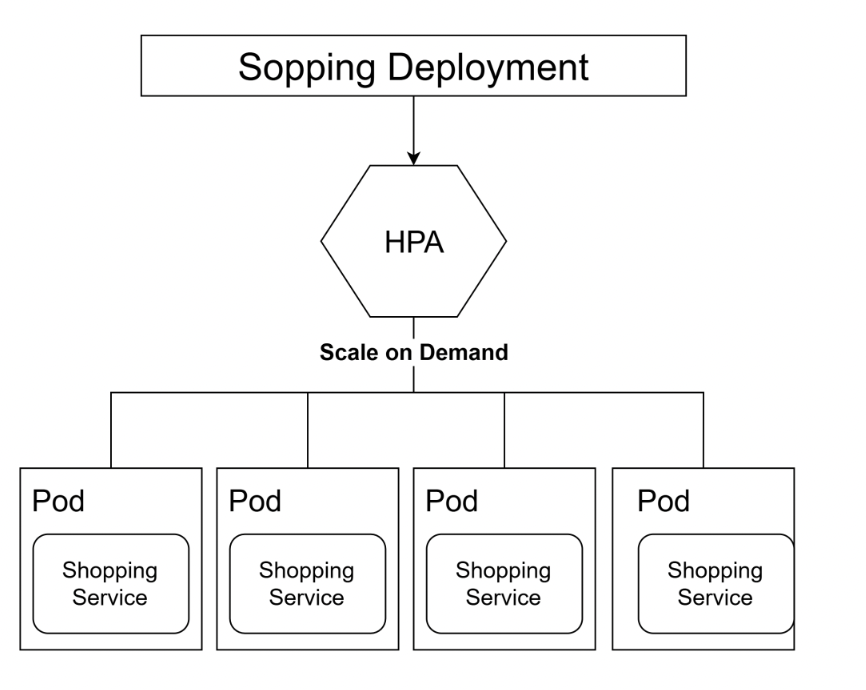 Sopping Deployment
HPA
Scale on Demand
Pod
Pod
Pod
Pod
Shopping
Service
Shopping
Service
Shopping
Service
Shopping
Service